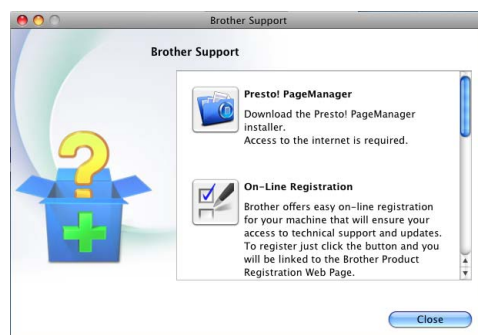 Brother Support
Brother Support
Presto! PageManager
Download the Presto! PageManager
installer.
Access to the internet is required.
On-Line Registration
Brother offers easy on-line registration
for your machine that will ensure your
access to technical support and updates.
To register just click the button and you
will be linked to the Brother Product
Registration Web Page.
Close